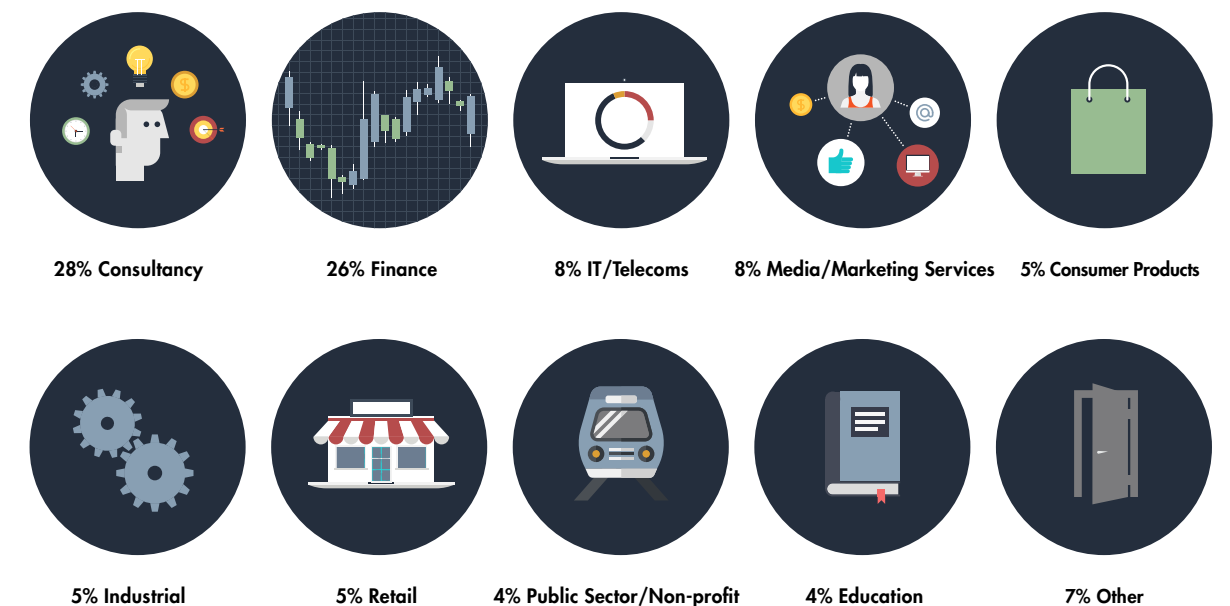 28% Consultancy
26% Finance
8% IT/Telecoms
8% Media/Marketing Services
5% Consumer Products
5% Industrial
5% Retail
4% Public Sector/Non-profit
4% Education
7% Other